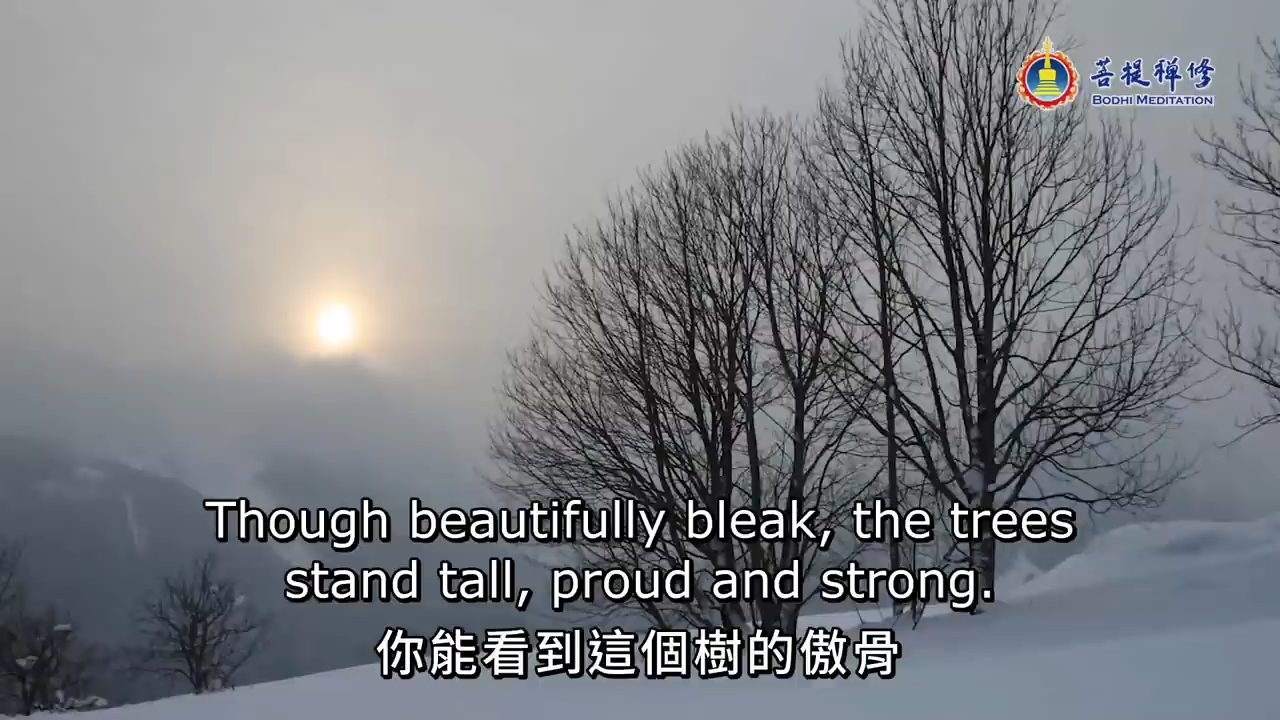 菩提禪修
BODHI MEDITATION
Though beautifully bleak, the trees
stand tall, proud and strong.
你能看到這個樹的傲骨